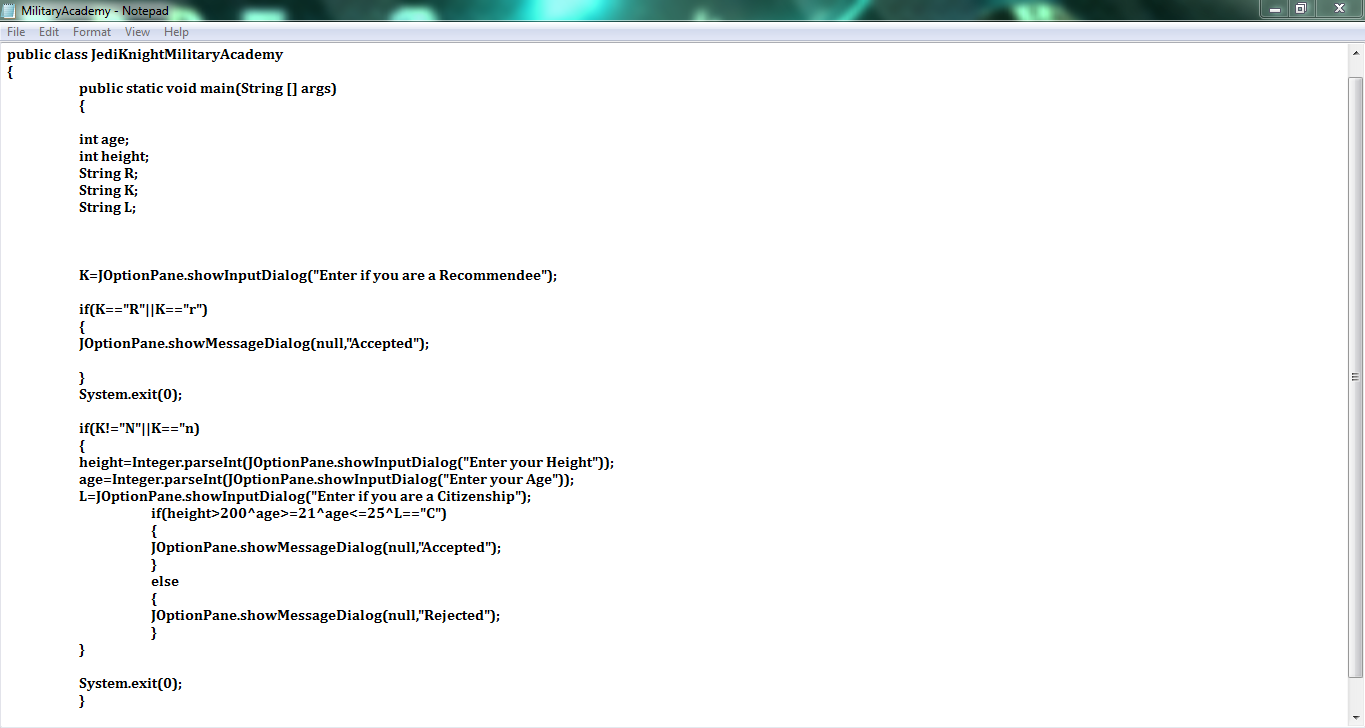 MilitaryAcademy - Notepad
File Edit Format View Help
public class JediKnightMilitaryAcademy
{
public static void main(String [] args)
{
int age;
int height;
String R;
String K;
String L;
K=JOptionPane.showInputDialog("Enter if you are a Recommendee");
if(K=="R"||K=="r")
{
JOptionPane.showMessageDialog(null,"Accepted");
}
System.exit(0);
if(K!="N"||K=="n)
{
height=Integer.parseInt(JOptionPane.showInputDialog("Enter your Height"));
age=Integer.parseInt(JOptionPane.showInputDialog("Enter your Age"));
L=JOptionPane.showInputDialog("Enter if you are a Citizenship");
if(height>200^age>=21^age<=25^L=="C")
{
JOptionPane.showMessageDialog(null,"Accepted");
}
else
{
JOptionPane.showMessageDialog(null,"Rejected");
}
}
System.exit(0);
}